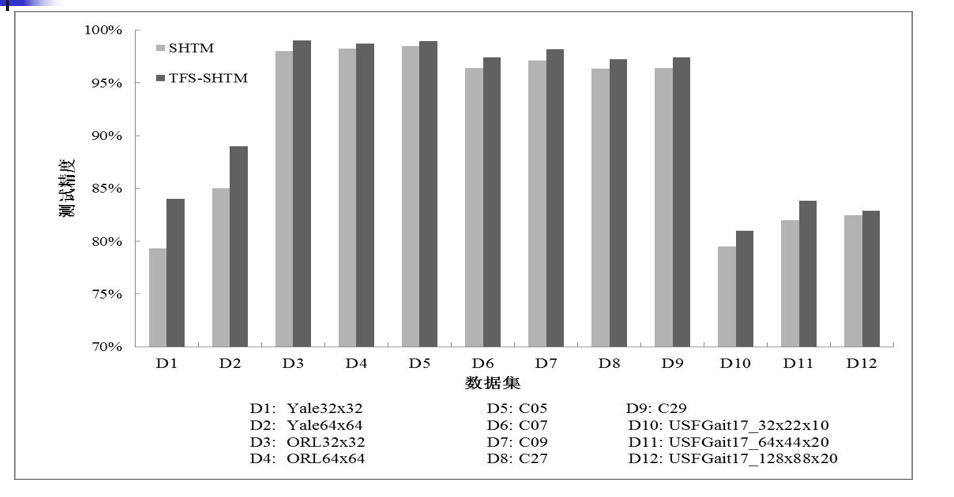 100%
95%
90%
85%
80%
75%
70%
SHTM
TFS-SHTM
测试精度
D1 D2 D3 D4 D5 D6 D7 D8 D9 D10 D11 D12
数据集
D1: Yale32x32 D5: C05 D9: C29
D2: Yale64x64 D6: C07 D10: USFGait17_32x22x10
D3: ORL32x32 D7: C09 D11: USFGait17_64x44x20
D4: ORL64x64 D8: C27 D12: USFGait17_128x88x20